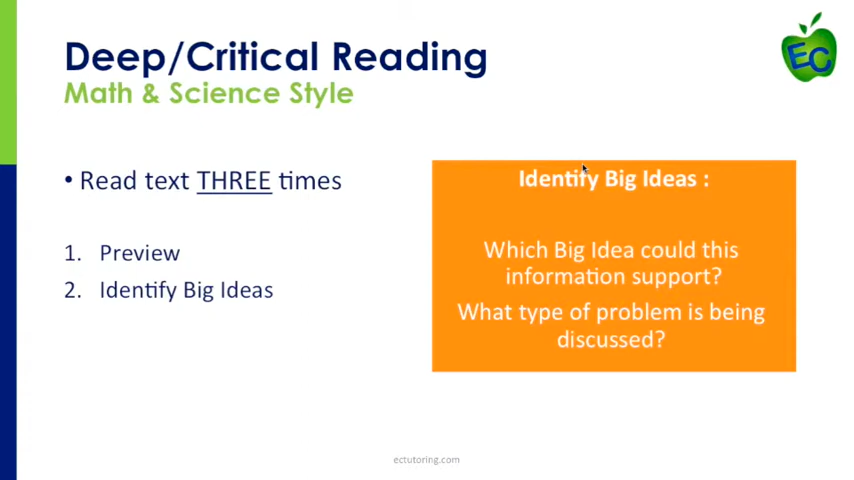 Deep/Critical Reading
Math & Science Style
EC
• Read text THREE times
1. Preview
2. Identify Big Ideas
Identify Big Ideas :
Which Big Idea could this
information support?
What type of problem is being
discussed?
ectutoring.com